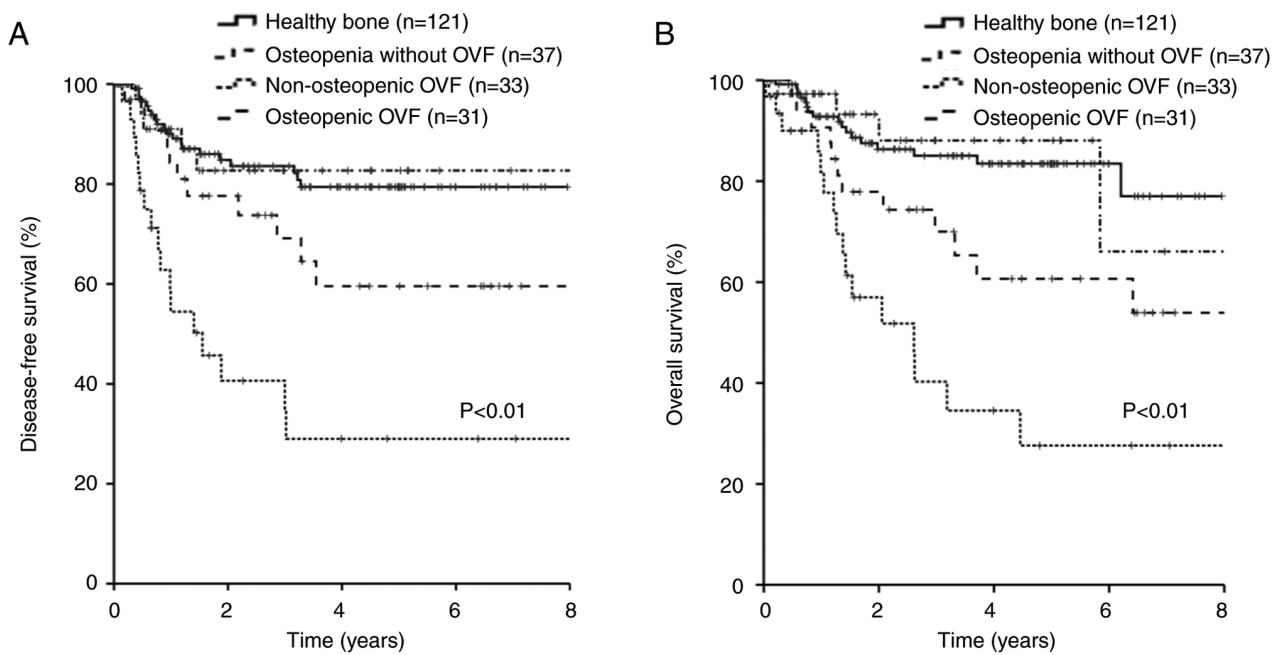 A
Healthy bone (n=121)
Osteopenia without OVF (n=37)
Non-osteopenic OVF (n=33)
Osteopenic OVF (n=31)
100
80
60
40
20
0
Disease-free survival (%)
P<0.01
0 2 4 6 8
Time (years)
B
Healthy bone (n=121)
Osteopenia without OVF (n=37)
Non-osteopenic OVF (n=33)
Osteopenic OVF (n=31)
100
80
60
40
20
0
Overall survival (%)
P<0.01
0 2 4 6 8
Time (years)